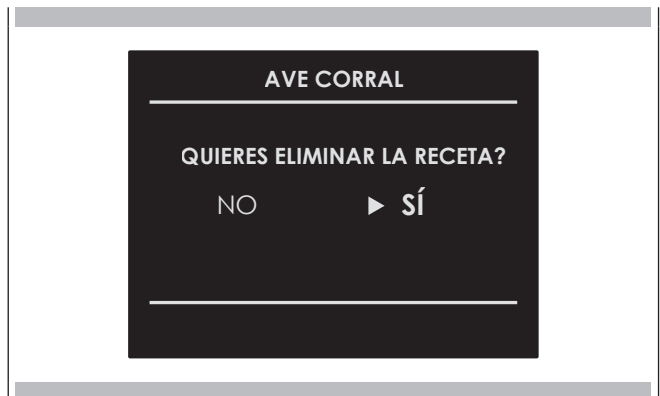 AVE CORRAL
QUIERES ELIMINAR LA RECETA?
NO ▶ SÍ